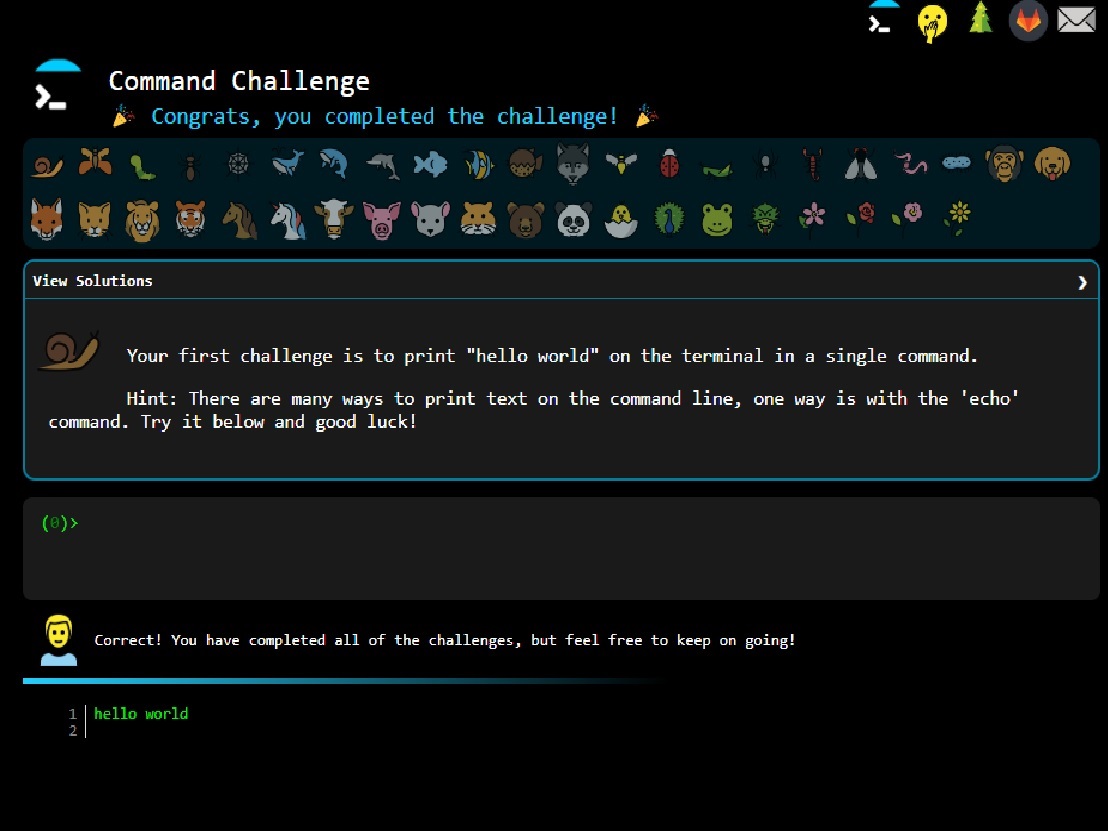 Command Challenge
Congrats, you completed the challenge!
View Solutions
Your first challenge is to print "hello world" on the terminal in a single command.
Hint: There are many ways to print text on the command line, one way is with the 'echo'
command. Try it below and good luck!
(0)>
Correct! You have completed all of the challenges, but feel free to keep on going!
1 hello world
2